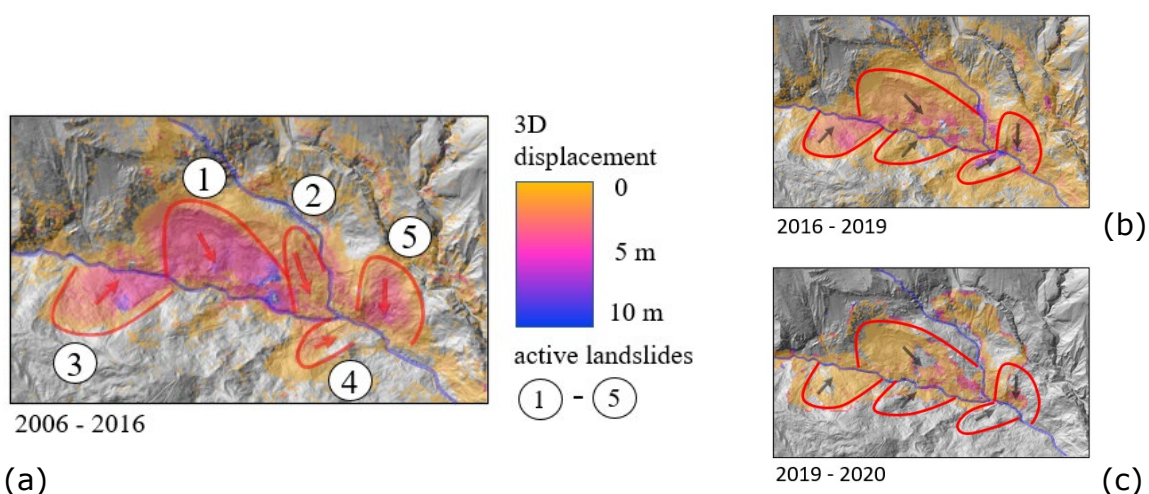 1
2
5
3
4
2006 - 2016
(a)
3D
displacement
0
5 m
10 m
active landslides
1 - 5
2016 - 2019
(b)
2019 - 2020
(c)